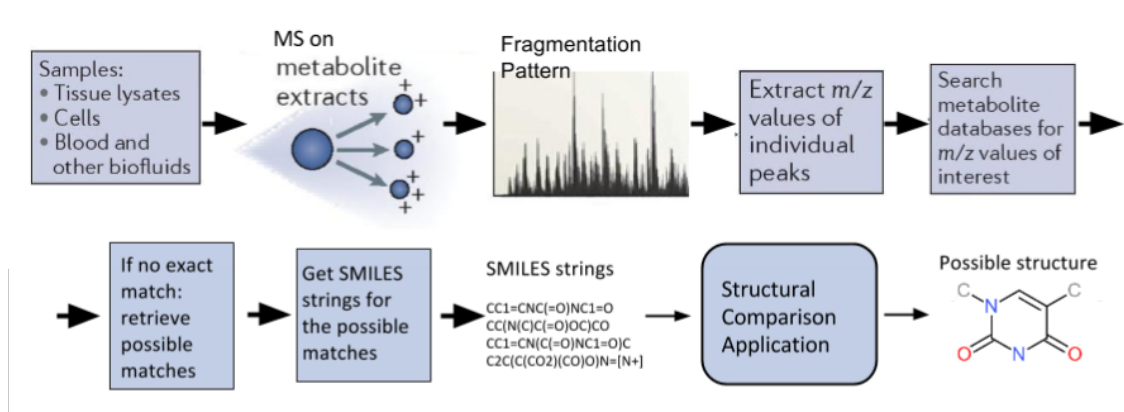 Samples:
• Tissue lysates
• Cells
• Blood and
other biofluids
MS on
metabolite
extracts
+
+
+
+
+
+
Fragmentation
Pattern
Extract m/z
values of
individual
peaks
Search
metabolite
databases for
m/z values of
interest
If no exact
match:
retrieve
possible
matches
Get SMILES
strings for
the possible
matches
SMILES strings
CC1=CNC(=O)NC1=O
CC(N(C)C(=O)OC)CO
CC1=CN(C(=O)NC1=O)C
C2C(C(CO2)(CO)O)N=[N+]
Structural
Comparison
Application
Possible structure
C
C
N
O
N
O